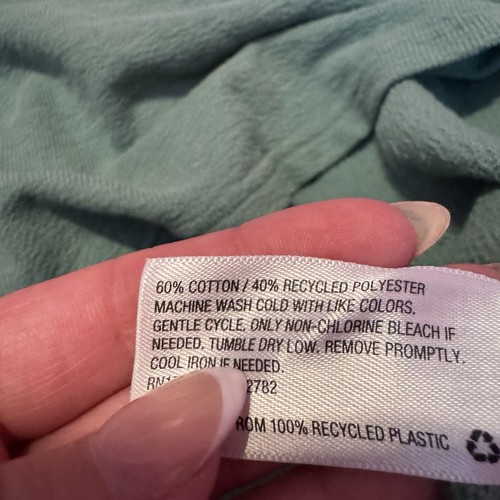 60% COTTON / 40% RECYCLED POLYESTER
MACHINE WASH COLD WITH LIKE COLORS.
GENTLE CYCLE. ONLY NON-CHLORINE BLEACH IF
NEEDED. TUMBLE DRY LOW. REMOVE PROMPTLY.
COOL IRON IF NEEDED.
2782
100% RECYCLED PLASTIC